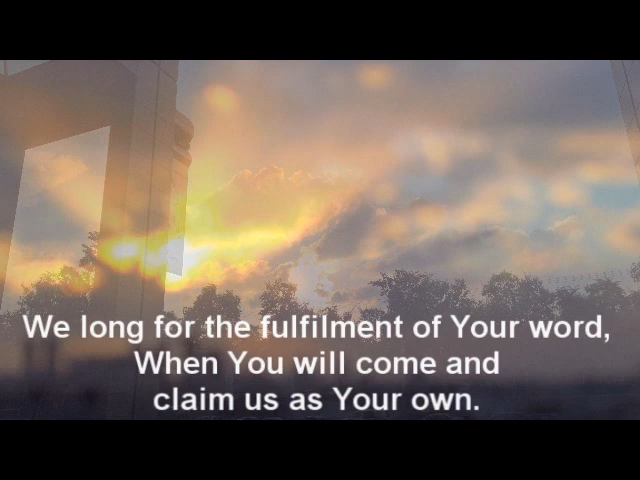 We long for the fulfilment of Your word,
When You will come and
claim us as Your own.